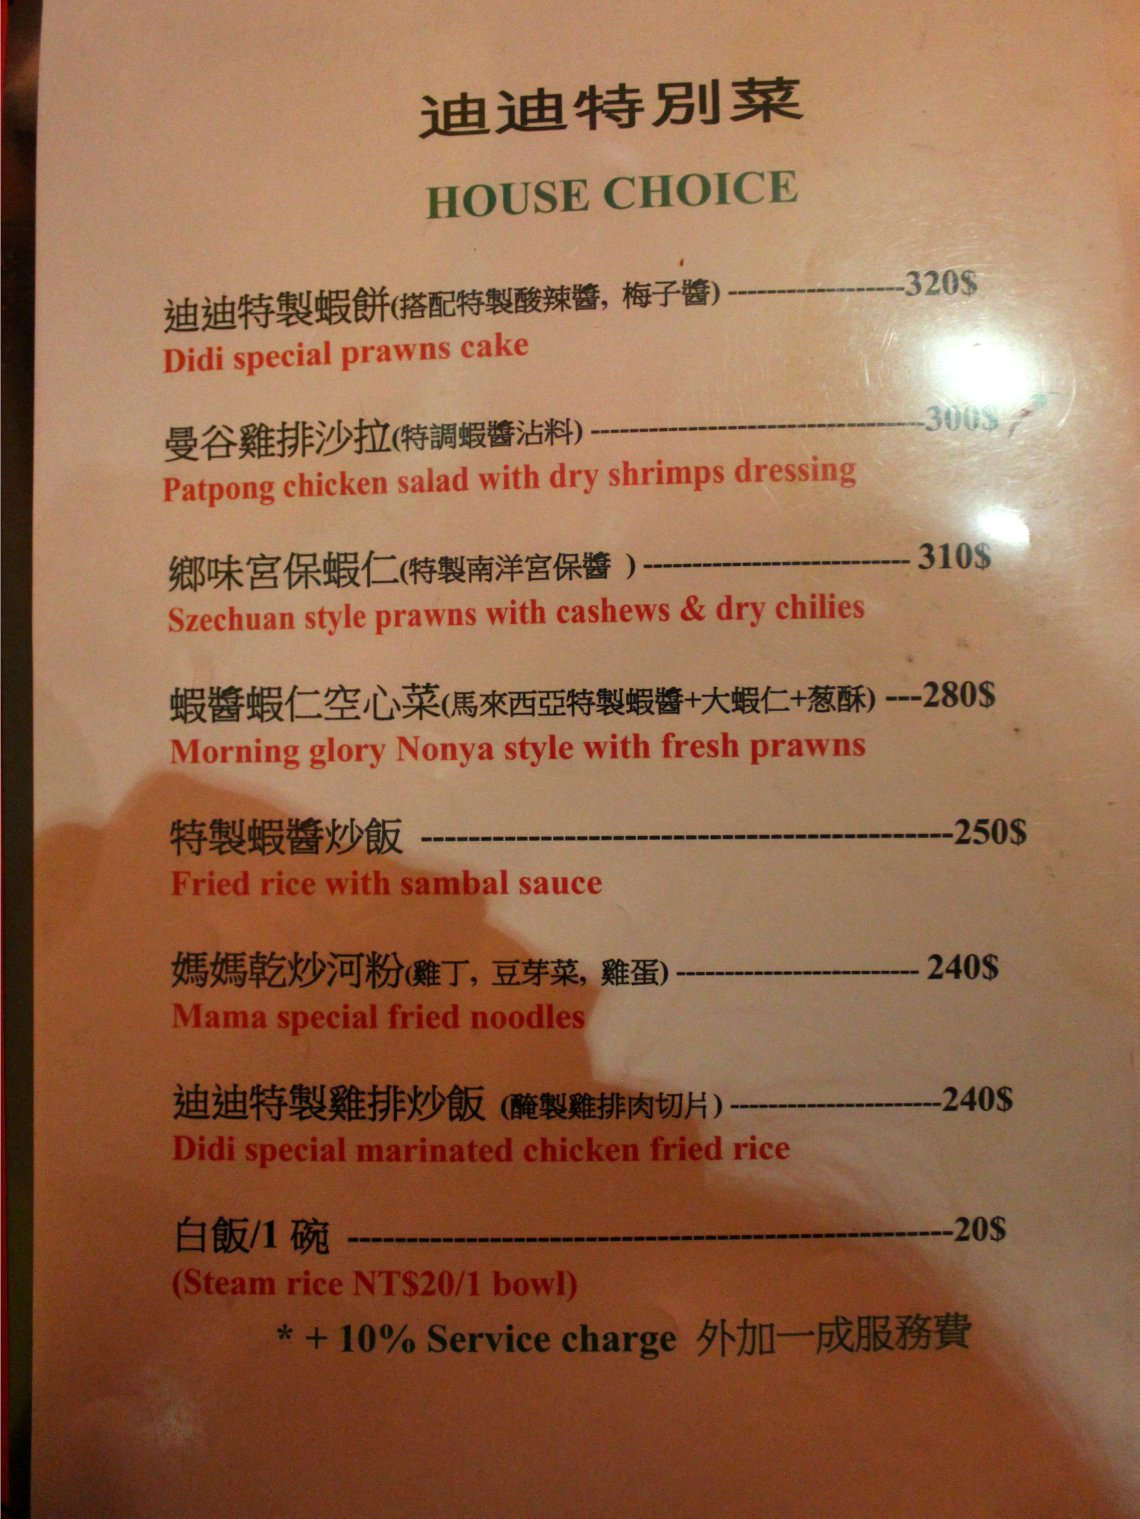 迪迪特別菜
HOUSE CHOICE
迪迪特製蝦餅(搭配特製酸辣醬, 梅子醬) ------------------320$
Didi special prawns cake
曼谷雞排沙拉(特調蝦醬沾料) ----------------------------------300$
Patpong chicken salad with dry shrimps dressing
鄉味宮保蝦仁(特製南洋宮保醬 ) --------------------------- 310$
Szechuan style prawns with cashews & dry chilies
蝦醬蝦仁空心菜(馬來西亞特製蝦醬+大蝦仁+葱酥) ---280$
Morning glory Nonya style with fresh prawns
特製蝦醬炒飯 ---------------------------------------------250$
Fried rice with sambal sauce
媽媽乾炒河粉(雞丁, 豆芽菜, 雞蛋) ------------------------- 240$
Mama special fried noodles
迪迪特製雞排炒飯 (醃製雞排肉切片) ----------------------240$
Didi special marinated chicken fried rice
白飯/1 碗 ---------------------------------------------------20$
(Steam rice NT$20/1 bowl)
* + 10% Service charge 外加一成服務費